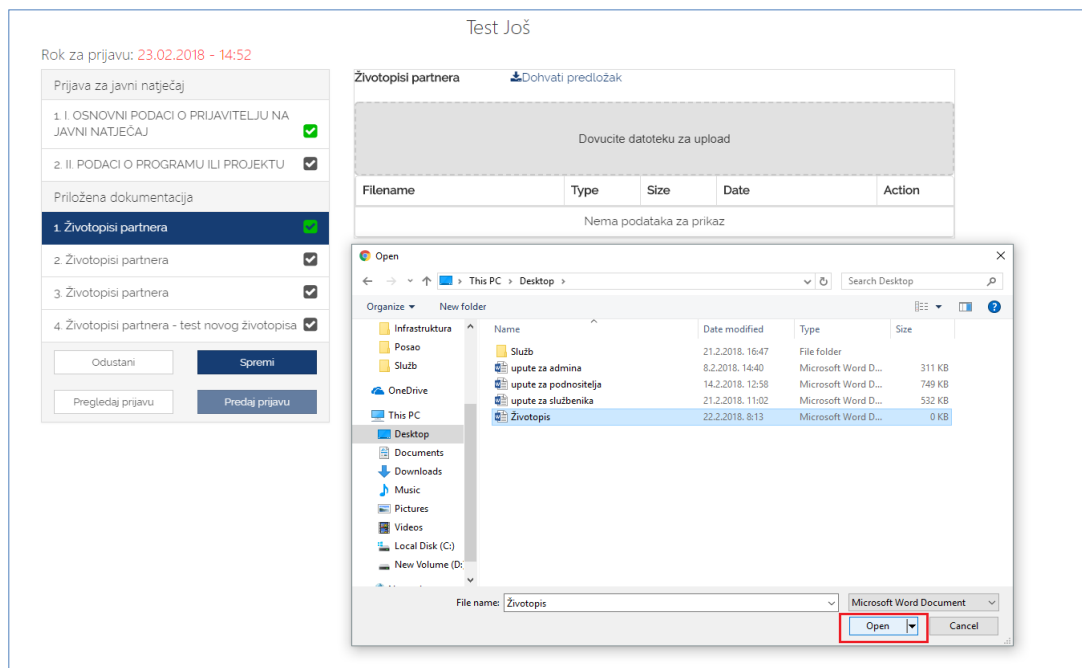 Test Još
Rok za prijavu: 23.02.2018 - 14:52
Prijava za javni natječaj
1. I. OSNOVNI PODACI O PRIJAVITELJU NA
JAVNI NATJEČAJ
2. II. PODACI O PROGRAMU ILI PROJEKTU
Priložena dokumentacija
1. Životopisi partnera
2. Životopisi partnera
3. Životopisi partnera
4. Životopisi partnera - test novog životopisa
Odustani Spremi
Pregledaj prijavu Predaj prijavu
Životopisi partnera Dohvati predložak
Dovucite datoteku za upload
Filename Type Size Date Action
Nema podataka za prikaz
Open
This PC > Desktop >
Search Desktop
Organize New folder
Infrastruktura
Posao
Služb
OneDrive
This PC
Desktop
Documents
Downloads
Music
Pictures
Videos
Local Disk (C:)
New Volume (D:
Name Date modified Type Size
Služb 21.2.2018. 16:47 File folder
upute za admina 8.2.2018. 14:40 Microsoft Word D... 311 KB
upute za podnositelja 14.2.2018. 12:58 Microsoft Word D... 749 KB
upute za službenika 21.2.2018. 11:02 Microsoft Word D... 532 KB
Životopis 22.2.2018. 8:13 Microsoft Word D... 0 KB
File name: Životopis Microsoft Word Document
Open Cancel